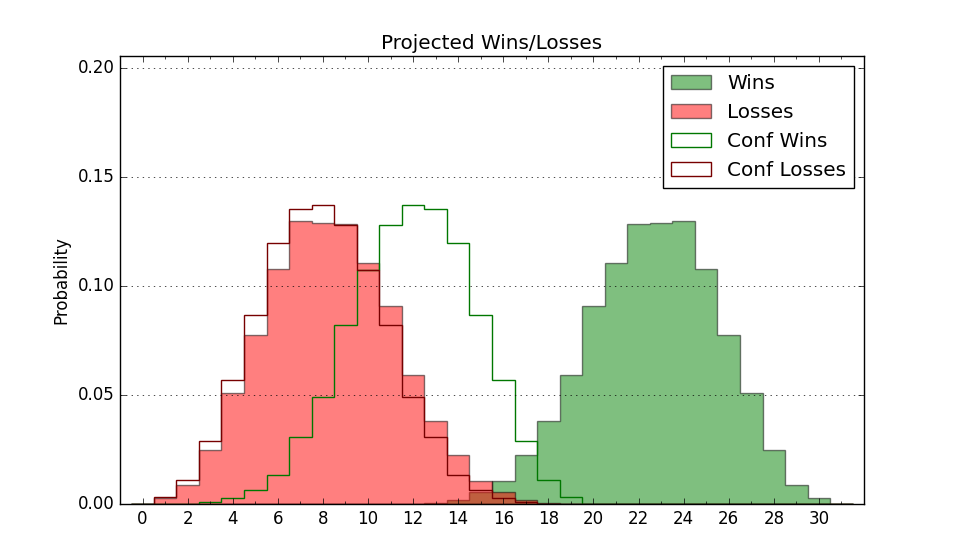 Projected Wins/Losses
0.20
0.15
0.10
0.05
0.00
Probability
Wins
Losses
Conf Wins
Conf Losses
0 2 4 6 8 10 12 14 16 18 20 22 24 26 28 30